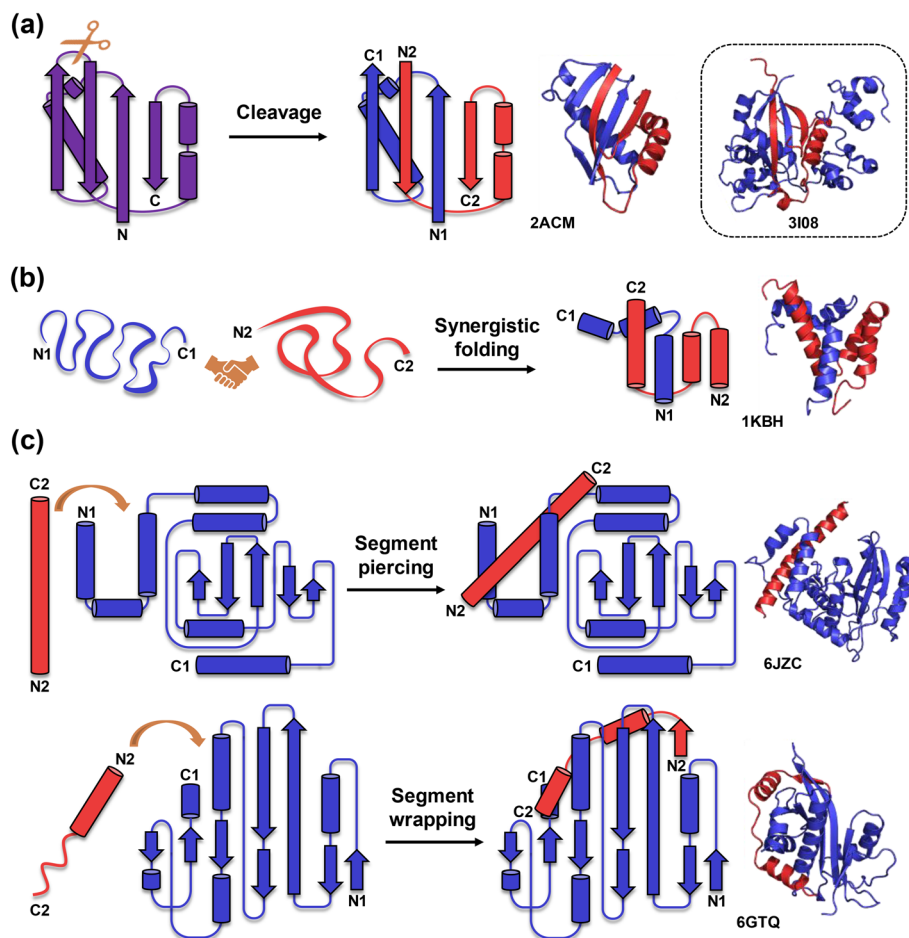 (a)
Cleavage
C
N
C1
N2
C2
N1
2ACM
3I08
(b)
N1
C1
N2
C2
Synergistic
folding
C2
C1
N1
N2
1KBH
(c)
C2
N1
C1
N2
Segment
piercing
C2
N1
N2
C1
6JZC
N2
C1
N1
C2
Segment
wrapping
C1
C2
N2
N1
6GTQ